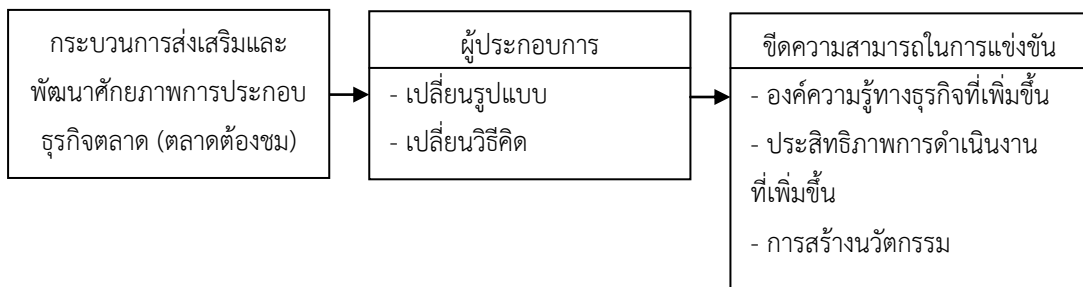 กระบวนการส่งเสริมและ
พัฒนาศักยภาพการประกอบ
ธุรกิจตลาด (ตลาดต้องชม)
ผู้ประกอบการ
- เปลี่ยนรูปแบบ
- เปลี่ยนวิธีคิด
ขีดความสามารถในการแข่งขัน
- องค์ความรู้ทางธุรกิจที่เพิ่มขึ้น
- ประสิทธิภาพการดำเนินงาน
ที่เพิ่มขึ้น
- การสร้างนวัตกรรม